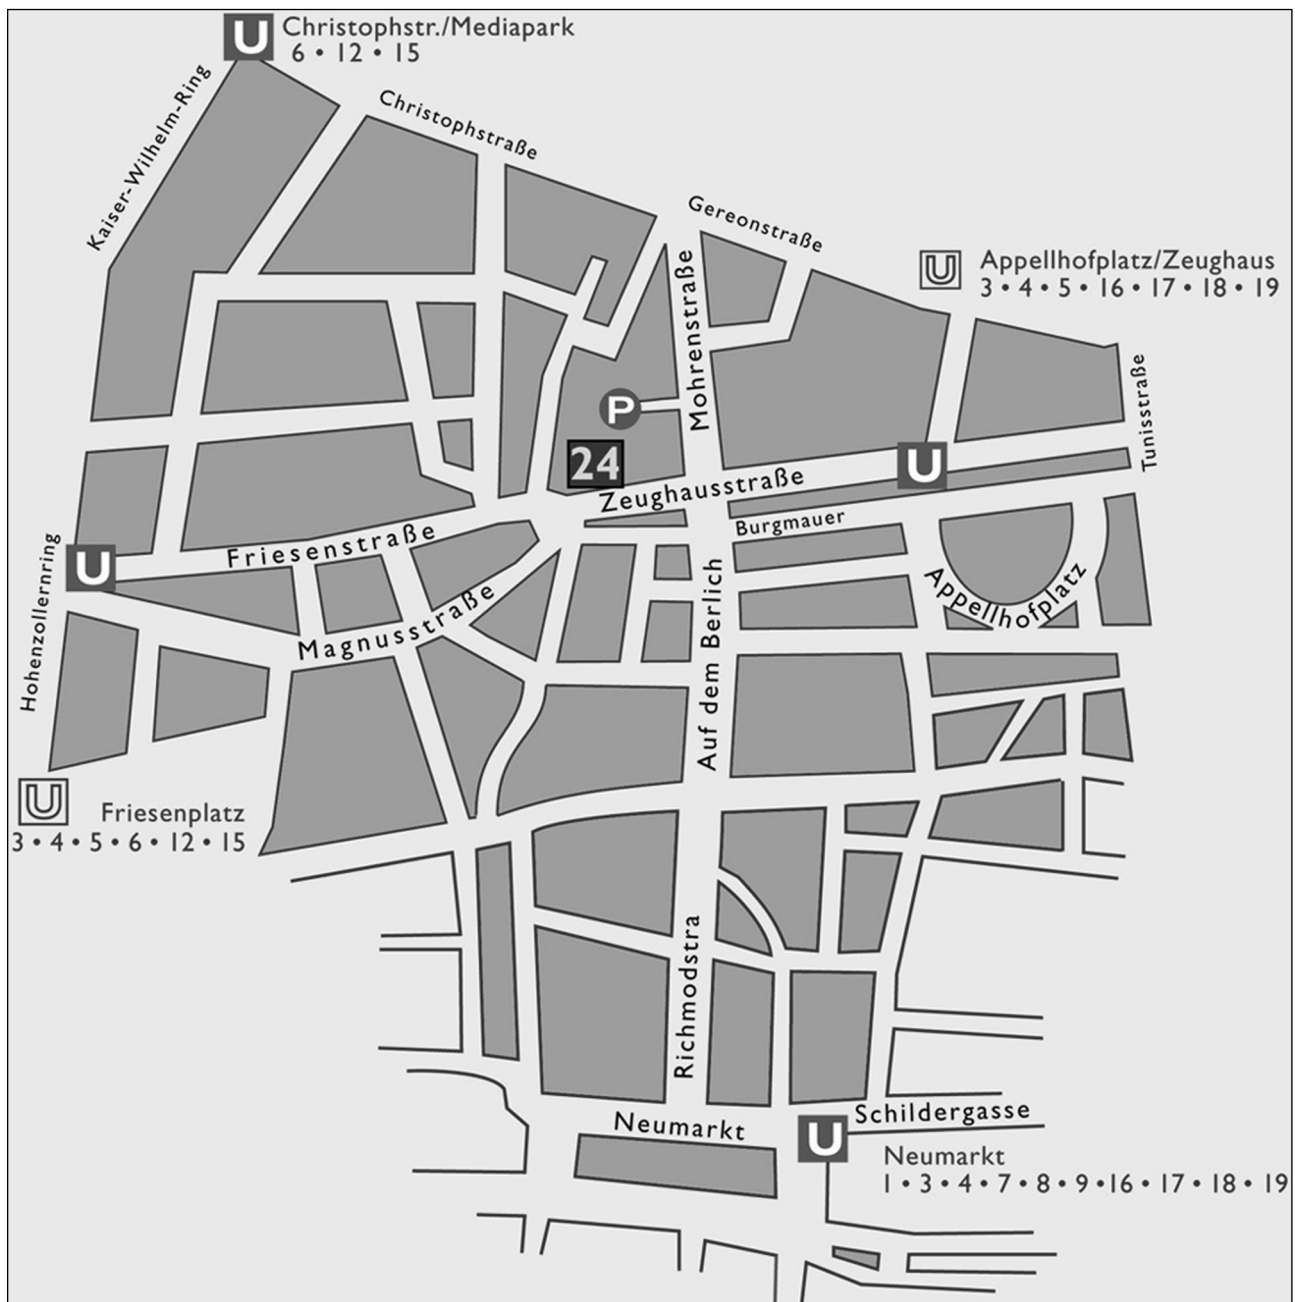 U Christophstr./Mediapark
6 • 12 • 15
Kaiser-Wilhelm-Ring
Christophstraße
Gereonstraße
U Appellhofplatz/Zeughaus
3 • 4 • 5 • 16 • 17 • 18 • 19
Mohrenstraße
Tunisstraße
P
24
U
Zeughausstraße
Burgmauer
Friesenstraße
U
Hohenzollernring
Magnusstraße
Auf dem Berlich
Appellhofplatz
U Friesenplatz
3 • 4 • 5 • 6 • 12 • 15
Richmodstra
Neumarkt
U
Schildergasse
Neumarkt
1 • 3 • 4 • 7 • 8 • 9 •16 • 17 • 18 • 19